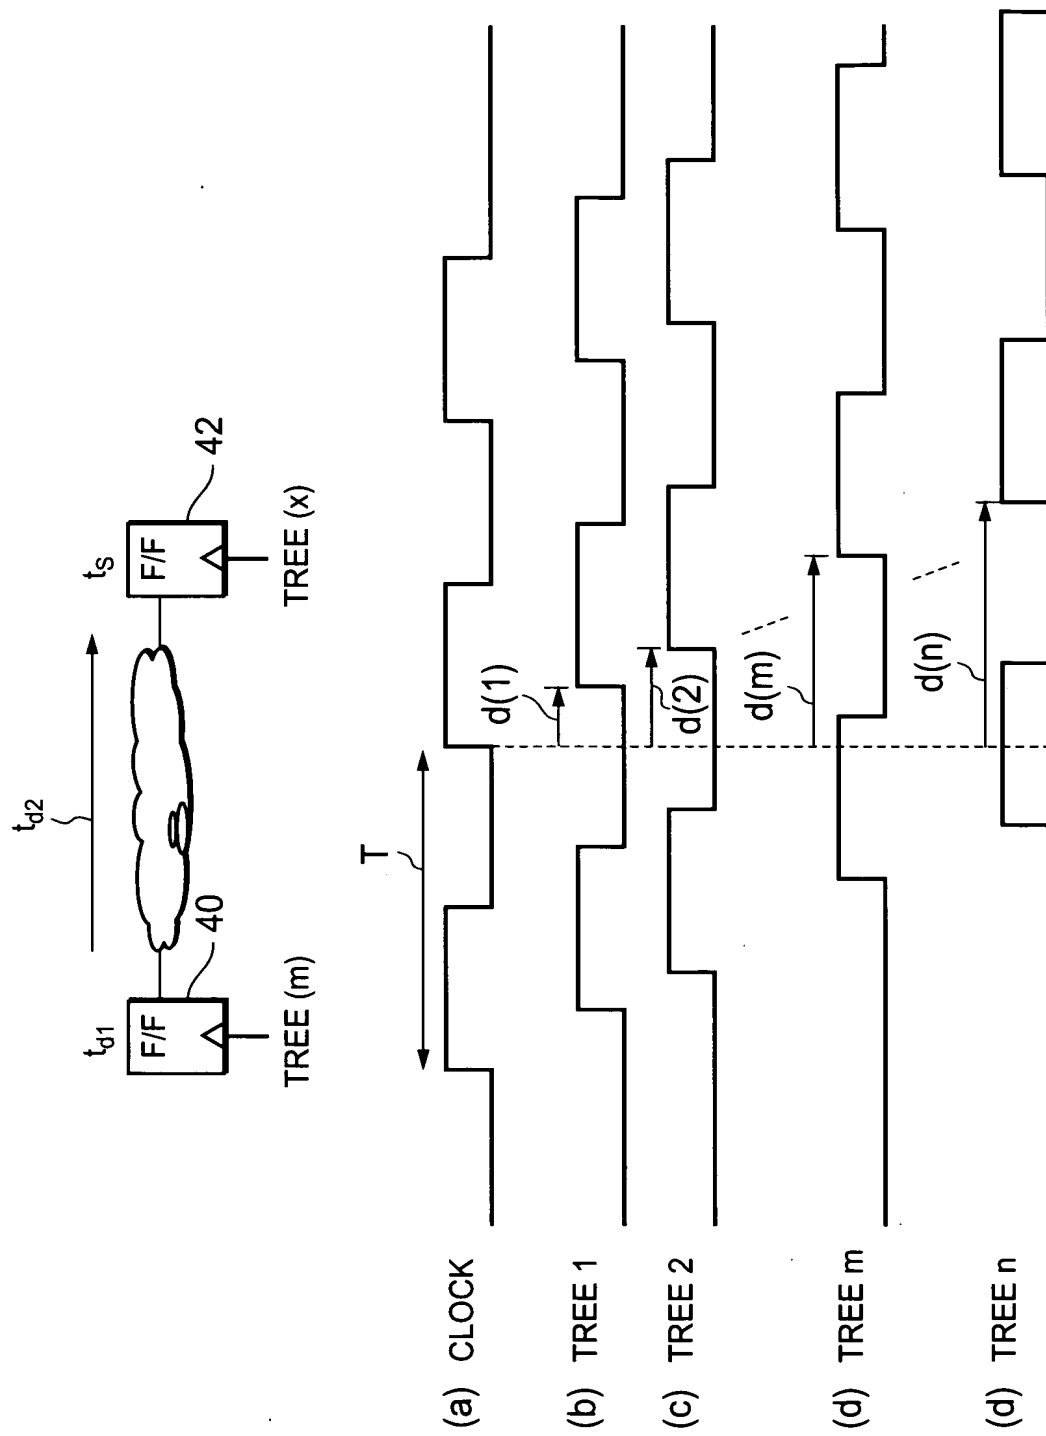 t_d2
t_d1
t_S
F/F
F/F
40
42
TREE (m)
TREE (x)
T
(a) CLOCK
d(1)
(b) TREE 1
d(2)
(c) TREE 2
d(m)
(d) TREE m
d(n)
(d) TREE n